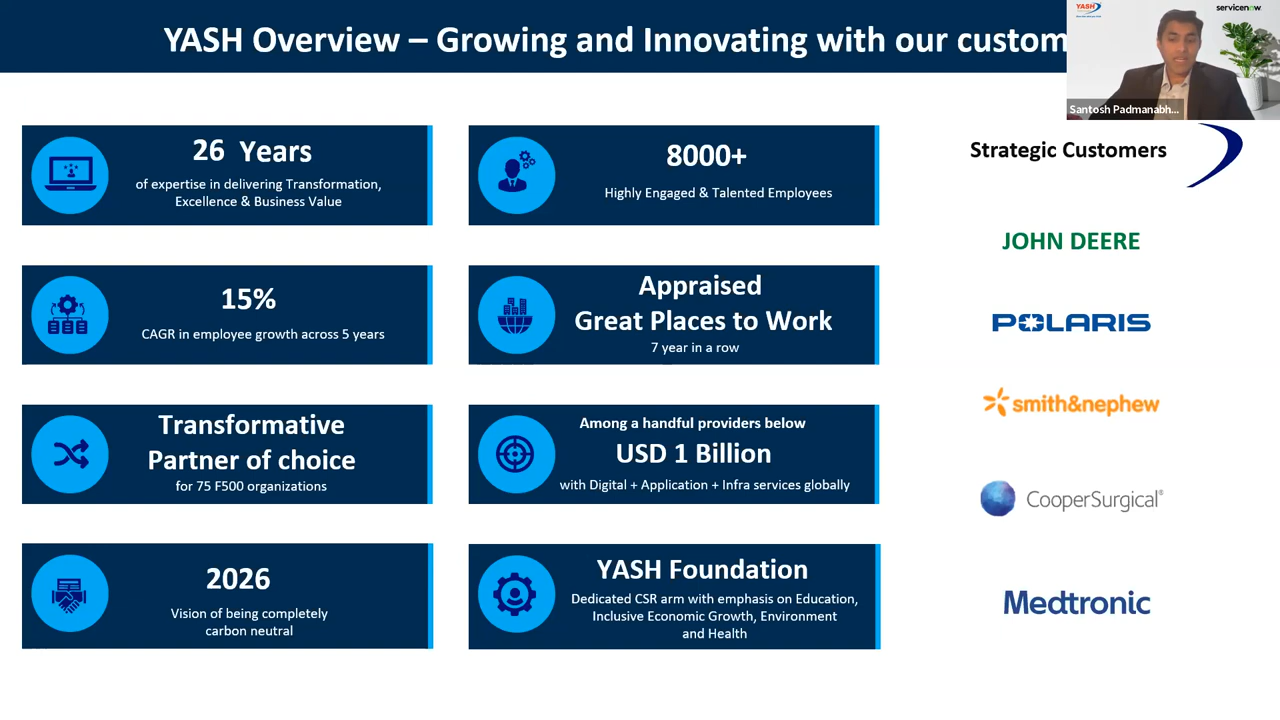 YASH Overview – Growing and Innovating with our custom
YASH
servicenow
Santosh Padmanabh...
26 Years
of expertise in delivering Transformation,
Excellence & Business Value
8000+
Highly Engaged & Talented Employees
15%
CAGR in employee growth across 5 years
Appraised
Great Places to Work
7 year in a row
Transformative
Partner of choice
for 75 F500 organizations
Among a handful providers below
USD 1 Billion
with Digital + Application + Infra services globally
2026
Vision of being completely
carbon neutral
YASH Foundation
Dedicated CSR arm with emphasis on Education,
Inclusive Economic Growth, Environment
and Health
Strategic Customers
JOHN DEERE
POLARIS
smith&nephew
CooperSurgical®
Medtronic